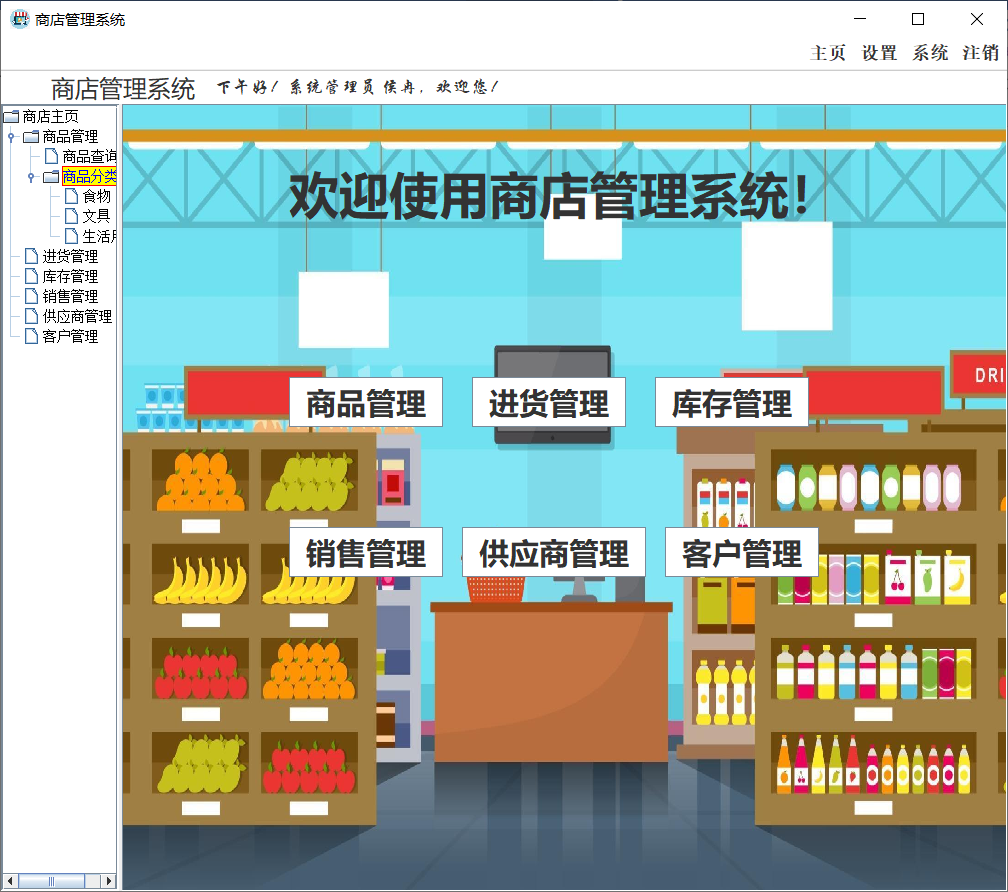 商店管理系统
主页 设置 系统 注销
商店管理系统 下午好！系统管理员侯冉，欢迎您！
商店主页
商品管理
商品查询
商品分类
食物
文具
生活用
进货管理
库存管理
销售管理
供应商管理
客户管理
欢迎使用商店管理系统！
DRI
商品管理 进货管理 库存管理
销售管理 供应商管理 客户管理